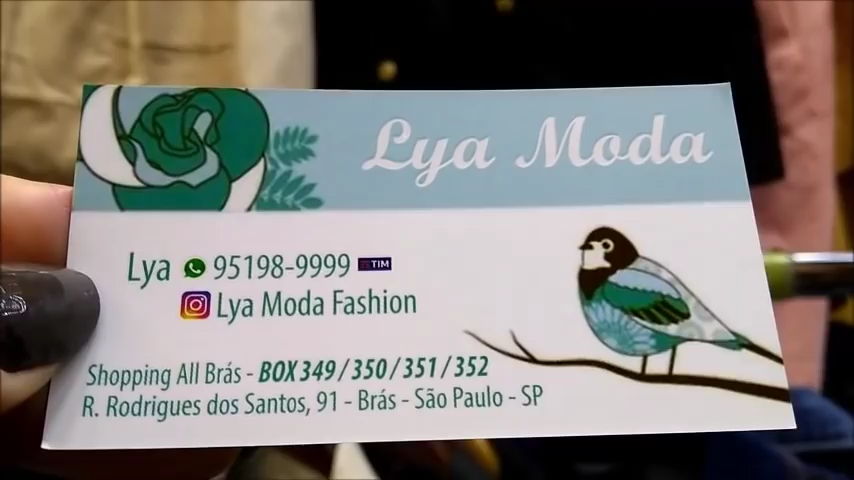 Lya Moda
Lya 95198-9999 TIM
Lya Moda Fashion
Shopping All Brás - BOX 349/350/351/352
R. Rodrigues dos Santos, 91 - Brás - São Paulo - SP